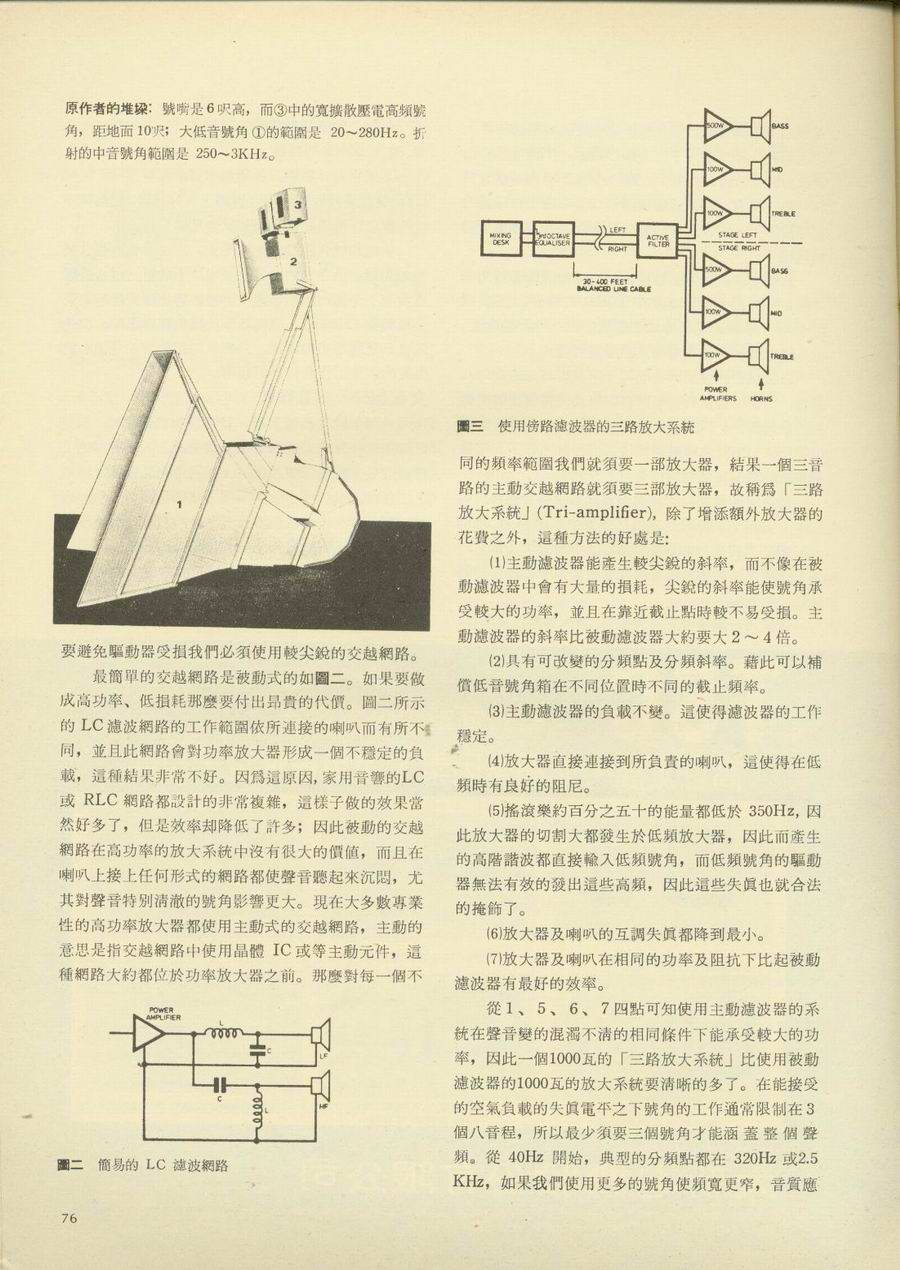 原作者的堆垜：號嘴是6呎高，而③中的寬擴散壓電高頻號
角，距地面10呎；大低音號角①的範圍是 20～280Hz。折
射的中音號角範圍是 250～3KHz。
3
2
1
要避免驅動器受損我們必須使用較尖銳的交越網路。
最簡單的交越網路是被動式的如圖二。如果要做
成高功率、低損耗那麼要付出昂貴的代價。圖二所示
的 LC 濾波網路的工作範圍依所連接的喇叭而有所不
同，並且此網路會對功率放大器形成一個不穩定的負
載，這種結果非常不好。因爲這原因，家用音響的LC
或 RLC 網路都設計的非常複雜，這樣子做的效果當
然好多了，但是效率却降低了許多；因此被動的交越
網路在高功率的放大系統中沒有很大的價值，而且在
喇叭上接上任何形式的網路都使聲音聽起來沉悶，尤
其對聲音特別淸澈的號角影響更大。現在大多數專業
性的高功率放大器都使用主動式的交越網路，主動的
意思是指交越網路中使用晶體 IC 或等主動元件，這
種網路大約都位於功率放大器之前。那麼對每一個不
POWER
AMPLIFIER
L
C
LF
C
L
HF
圖二 簡易的 LC 濾波網路
76
MIXING
DESK
⅓rd OCTAVE
EQUALISER
LEFT
RIGHT
30-400 FEET
BALANCED LINE CABLE
ACTIVE
FILTER
500W
BASS
100W
MID
100W
TREBLE
STAGE LEFT
STAGE RIGHT
500W
BASS
100W
MID
100W
TREBLE
POWER
AMPLIFIERS
HORNS
圖三 使用傍路濾波器的三路放大系統
同的頻率範圍我們就須要一部放大器，結果一個三音
路的主動交越網路就須要三部放大器，故稱爲「三路
放大系統」(Tri-amplifier)，除了增添額外放大器的
花費之外，這種方法的好處是：
(1)主動濾波器能產生較尖銳的斜率，而不像在被
動濾波器中會有大量的損耗，尖銳的斜率能使號角承
受較大的功率，並且在靠近截止點時較不易受損。主
動濾波器的斜率比被動濾波器大約要大 2 ～ 4 倍。
(2)具有可改變的分頻點及分頻斜率。藉此可以補
償低音號角箱在不同位置時不同的截止頻率。
(3)主動濾波器的負載不變。這使得濾波器的工作
穩定。
(4)放大器直接連接到所負責的喇叭，這使得在低
頻時有良好的阻尼。
(5)搖滾樂約百分之五十的能量都低於 350Hz，因
此放大器的切割大都發生於低頻放大器，因此而產生
的高階諧波都直接輸入低頻號角，而低頻號角的驅動
器無法有效的發出這些高頻，因此這些失眞也就合法
的掩飾了。
(6)放大器及喇叭的互調失眞都降到最小。
(7)放大器及喇叭在相同的功率及阻抗下比起被動
濾波器有最好的效率。
從 1 、 5 、 6 、 7 四點可知使用主動濾波器的系
統在聲音變的混濁不淸的相同條件下能承受較大的功
率，因此一個1000瓦的「三路放大系統」比使用被動
濾波器的1000瓦的放大系統要淸晰的多了。在能接受
的空氣負載的失眞電平之下號角的工作通常限制在 3
個八音程，所以最少須要三個號角才能涵蓋整個聲
頻。從 40Hz 開始，典型的分頻點都在 320Hz 或2.5
KHz，如果我們使用更多的號角使頻寬更窄，音質應